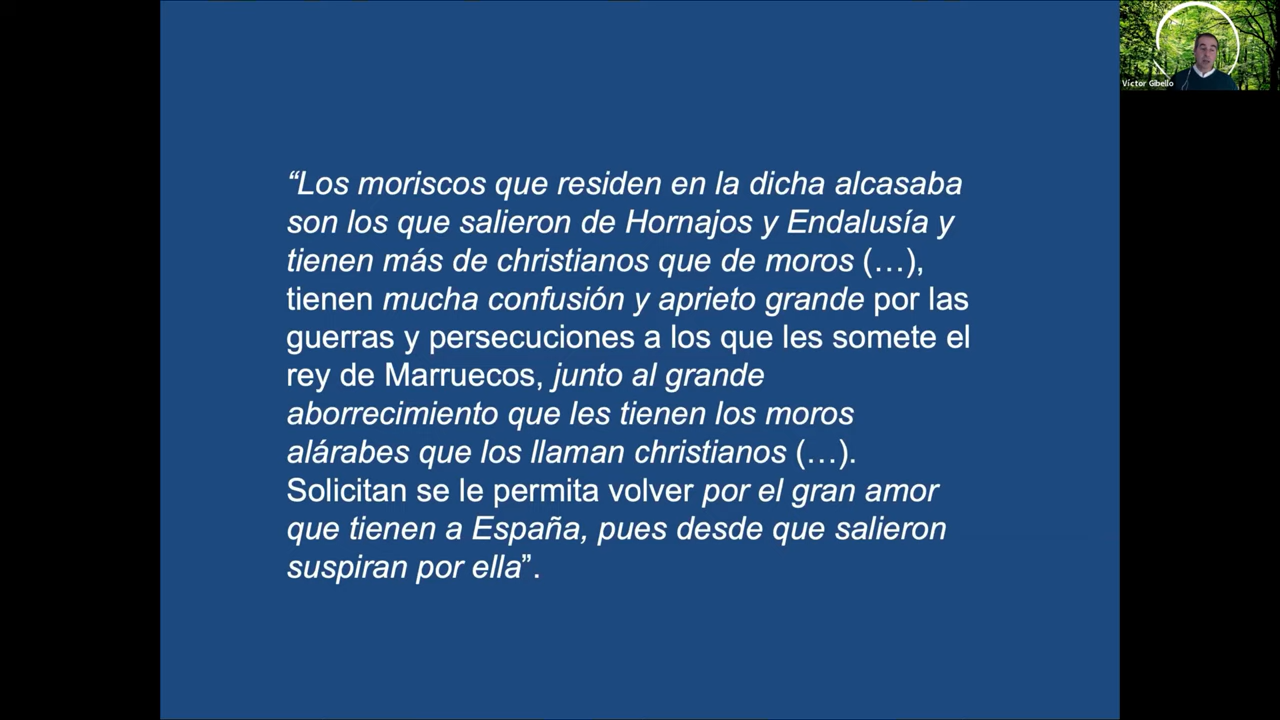 “Los moriscos que residen en la dicha alcasaba
son los que salieron de Hornajos y Endalusía y
tienen más de christianos que de moros (…),
tienen mucha confusión y aprieto grande por las
guerras y persecuciones a los que les somete el
rey de Marruecos, junto al grande
aborrecimiento que les tienen los moros
alárabes que los llaman christianos (…).
Solicitan se le permita volver por el gran amor
que tienen a España, pues desde que salieron
suspiran por ella”.
Víctor Gibello